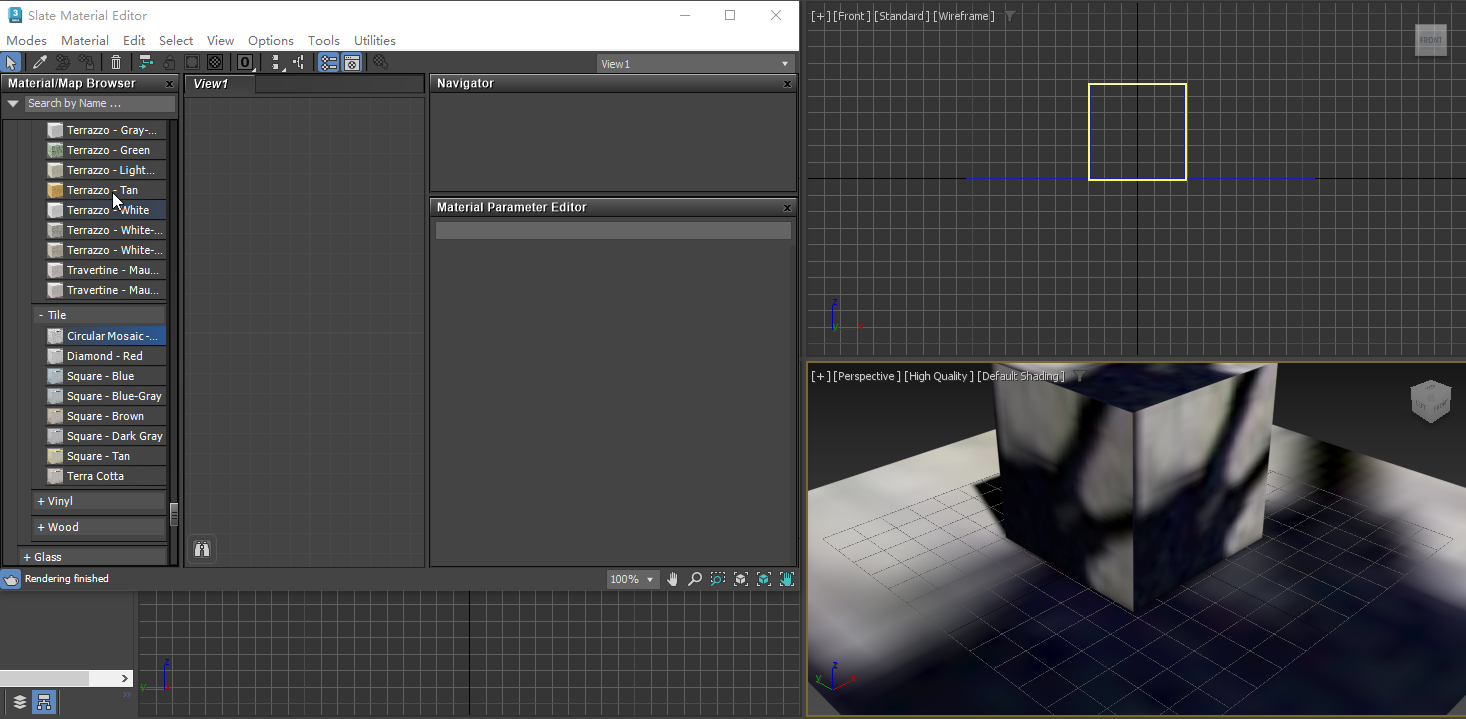 Slate Material Editor
Modes Material Edit Select View Options Tools Utilities
0
View1
Material/Map Browser x
Search by Name ...
Terrazzo - Gray-...
Terrazzo - Green
Terrazzo - Light...
Terrazzo - Tan
Terrazzo - White
Terrazzo - White-...
Terrazzo - White-...
Travertine - Mau...
Travertine - Mau...
- Tile
Circular Mosaic -...
Diamond - Red
Square - Blue
Square - Blue-Gray
Square - Brown
Square - Dark Gray
Square - Tan
Terra Cotta
+ Vinyl
+ Wood
+ Glass
View1
Navigator x
Material Parameter Editor x
Rendering finished
100%
z
y
[+] [Front] [Standard] [Wireframe]
FRONT
z
y x
[+] [Perspective] [High Quality] [Default Shading]
FRONT
z
y x